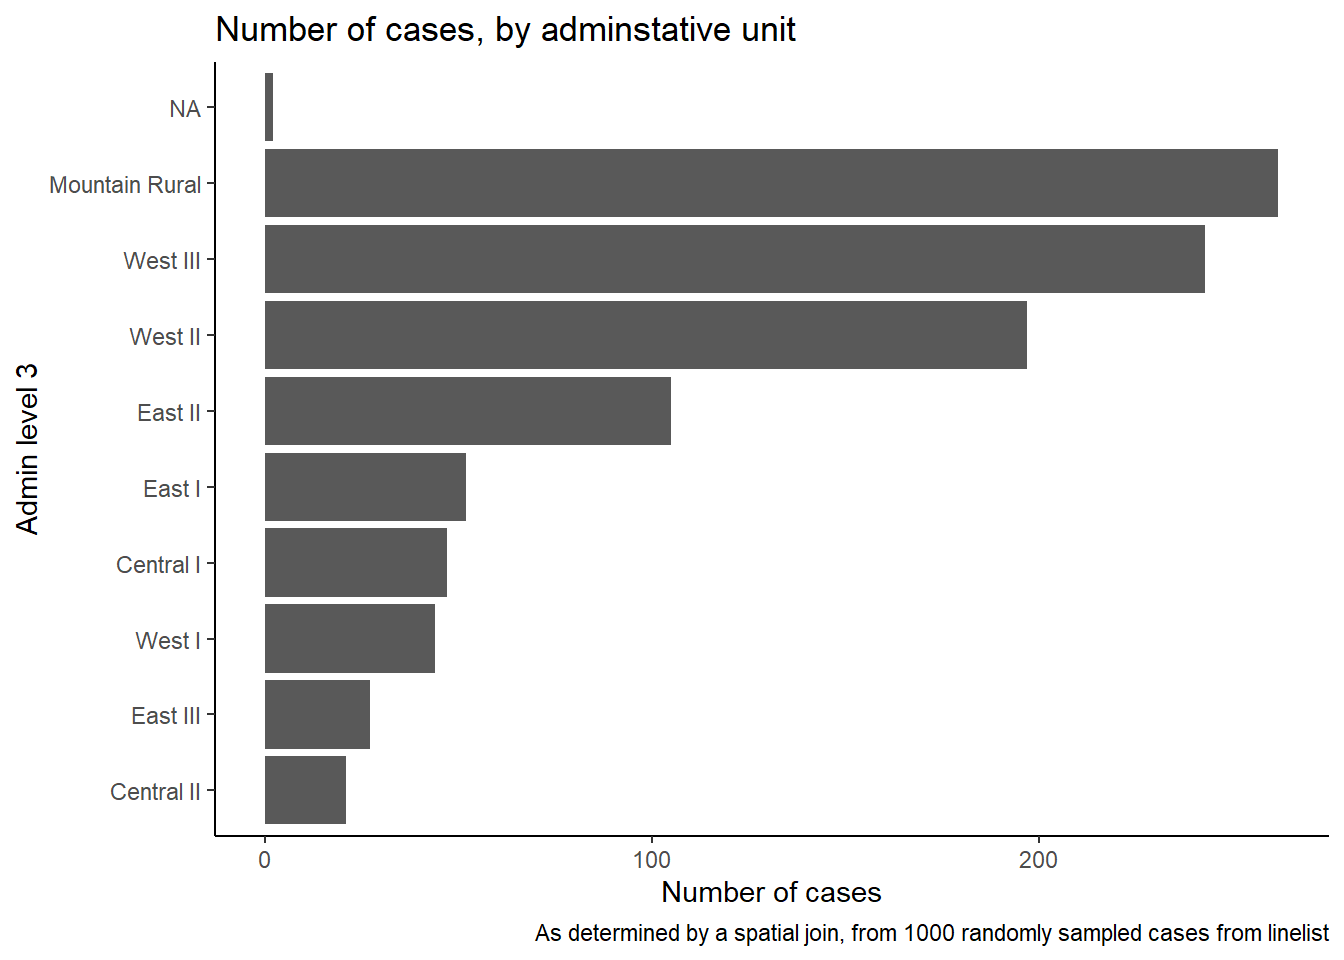 Number of cases, by adminstative unit
NA
Mountain Rural
West III
West II
East II
East I
Central I
West I
East III
Central II
Admin level 3
0 100 200
Number of cases
As determined by a spatial join, from 1000 randomly sampled cases from linelist